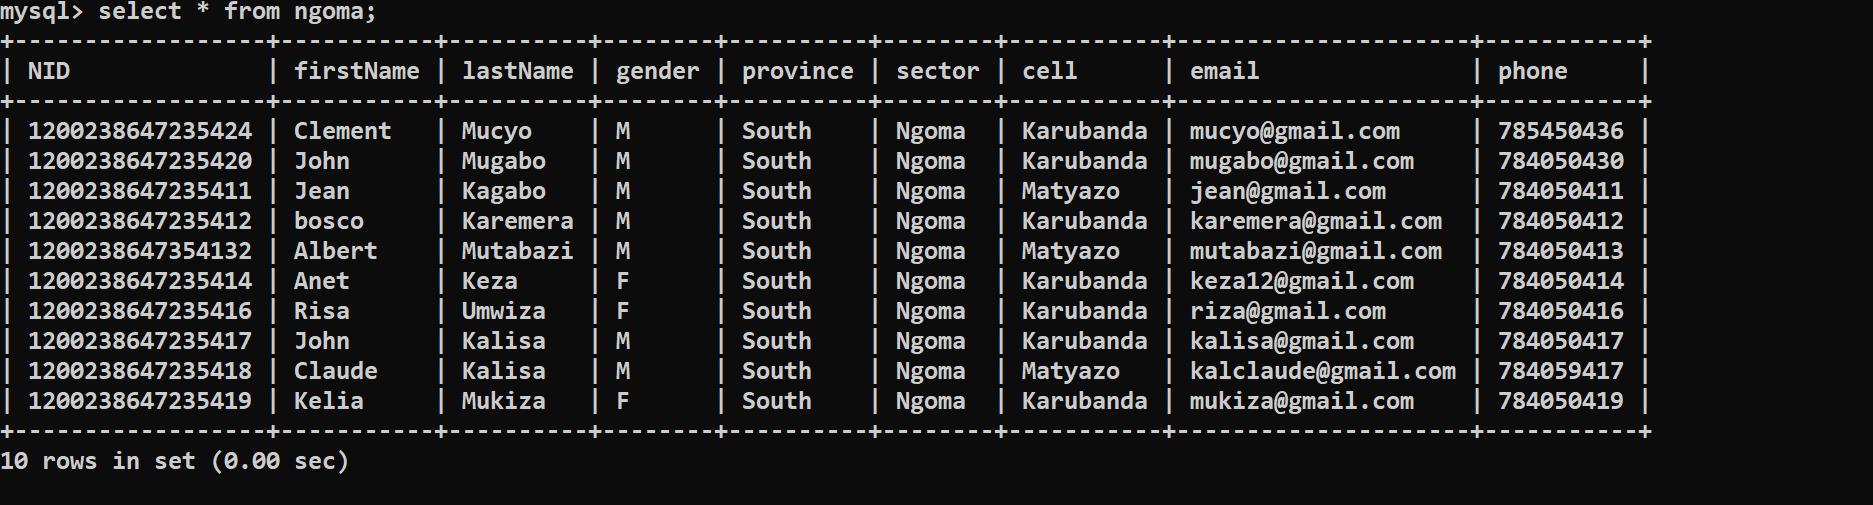 mysql> select * from ngoma;
+------------------+-----------+----------+--------+----------+--------+-----------+---------------------+-----------+
| NID              | firstName | lastName | gender | province | sector | cell      | email               | phone     |
+------------------+-----------+----------+--------+----------+--------+-----------+---------------------+-----------+
| 1200238647235424 | Clement   | Mucyo    | M      | South    | Ngoma  | Karubanda | mucyo@gmail.com     | 785450436 |
| 1200238647235420 | John      | Mugabo   | M      | South    | Ngoma  | Karubanda | mugabo@gmail.com    | 784050430 |
| 1200238647235411 | Jean      | Kagabo   | M      | South    | Ngoma  | Matyazo   | jean@gmail.com      | 784050411 |
| 1200238647235412 | bosco     | Karemera | M      | South    | Ngoma  | Karubanda | karemera@gmail.com  | 784050412 |
| 1200238647354132 | Albert    | Mutabazi | M      | South    | Ngoma  | Matyazo   | mutabazi@gmail.com  | 784050413 |
| 1200238647235414 | Anet      | Keza     | F      | South    | Ngoma  | Karubanda | keza12@gmail.com    | 784050414 |
| 1200238647235416 | Risa      | Umwiza   | F      | South    | Ngoma  | Karubanda | riza@gmail.com      | 784050416 |
| 1200238647235417 | John      | Kalisa   | M      | South    | Ngoma  | Karubanda | kalisa@gmail.com    | 784050417 |
| 1200238647235418 | Claude    | Kalisa   | M      | South    | Ngoma  | Matyazo   | kalclaude@gmail.com | 784059417 |
| 1200238647235419 | Kelia     | Mukiza   | F      | South    | Ngoma  | Karubanda | mukiza@gmail.com    | 784050419 |
+------------------+-----------+----------+--------+----------+--------+-----------+---------------------+-----------+
10 rows in set (0.00 sec)